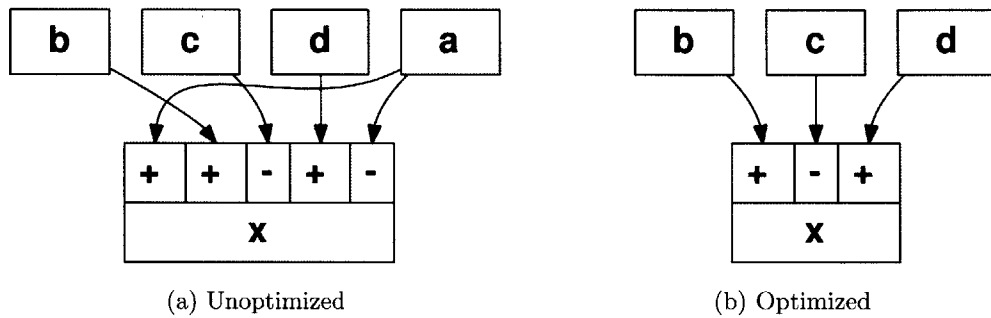 b c d a b c d
+ + - + - + - +
x x
(a) Unoptimized (b) Optimized